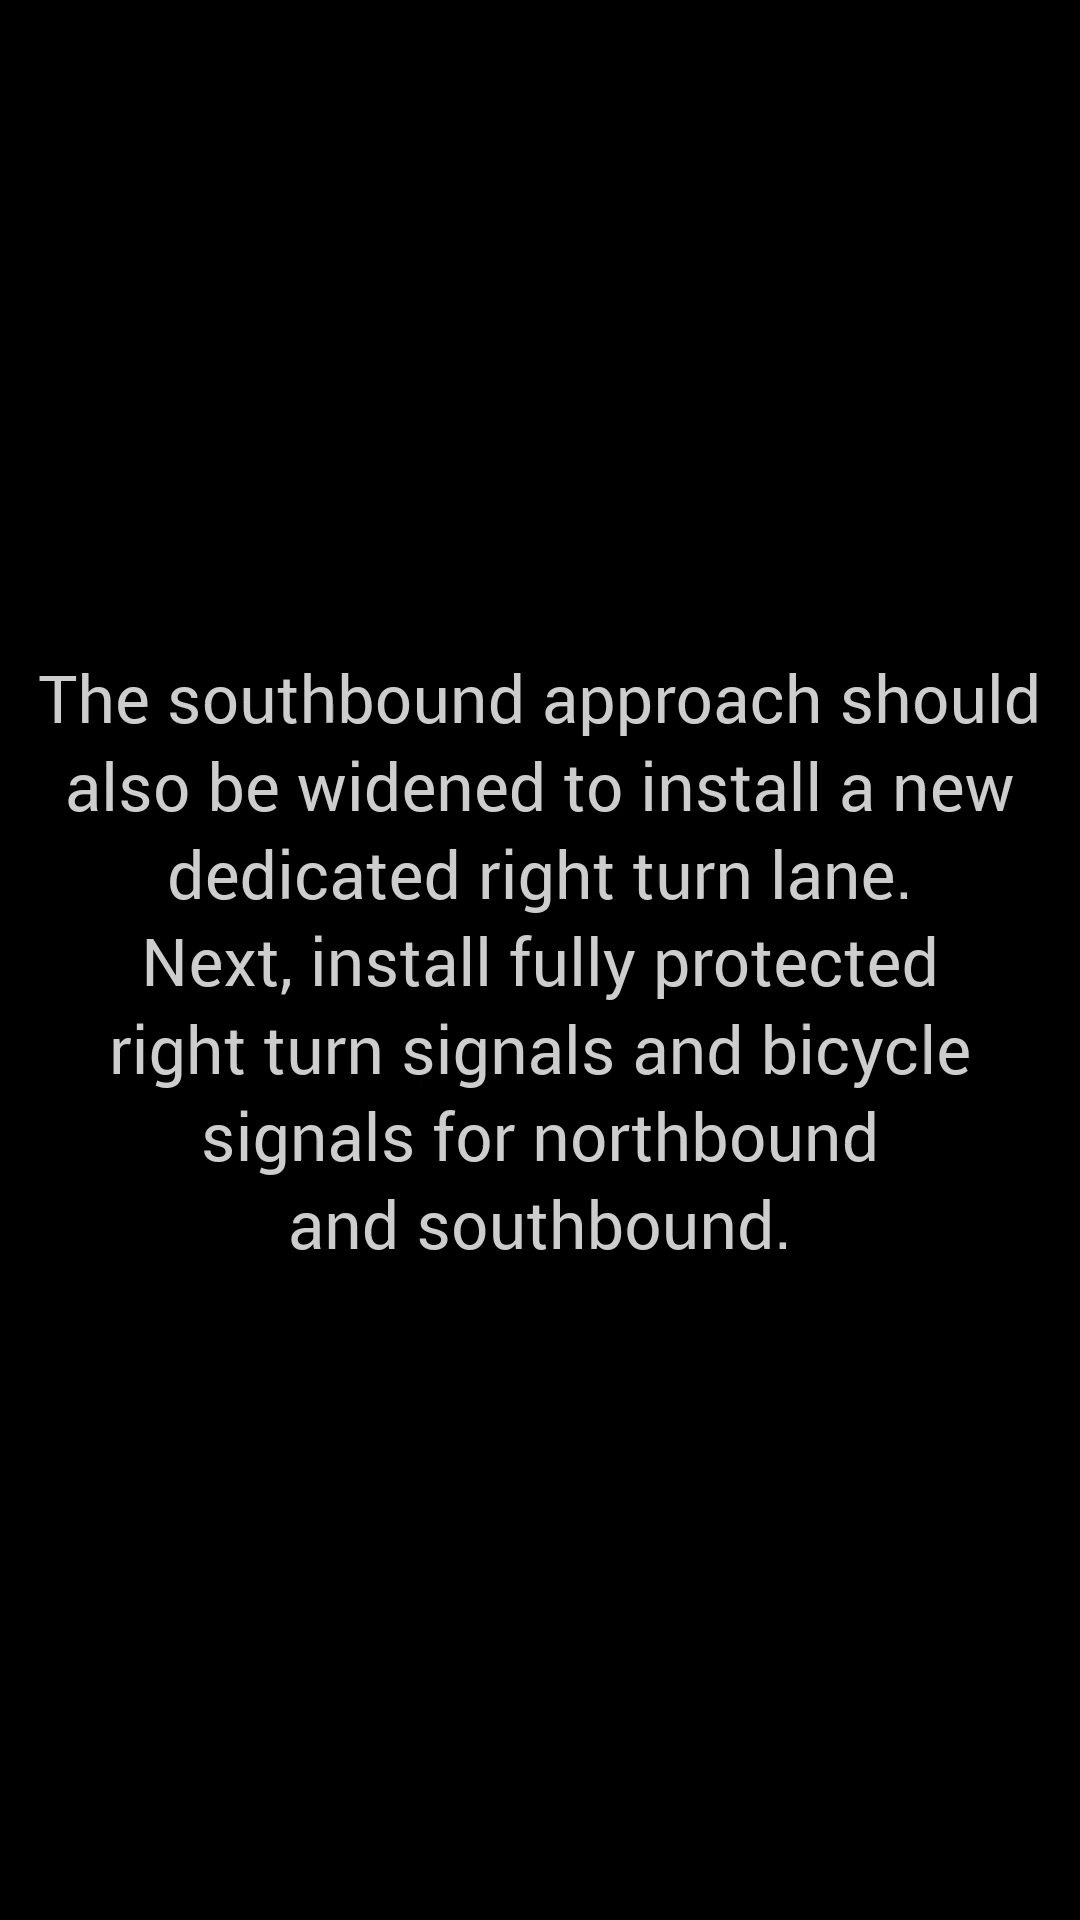 The southbound approach should
also be widened to install a new
dedicated right turn lane.
Next, install fully protected
right turn signals and bicycle
signals for northbound
and southbound.